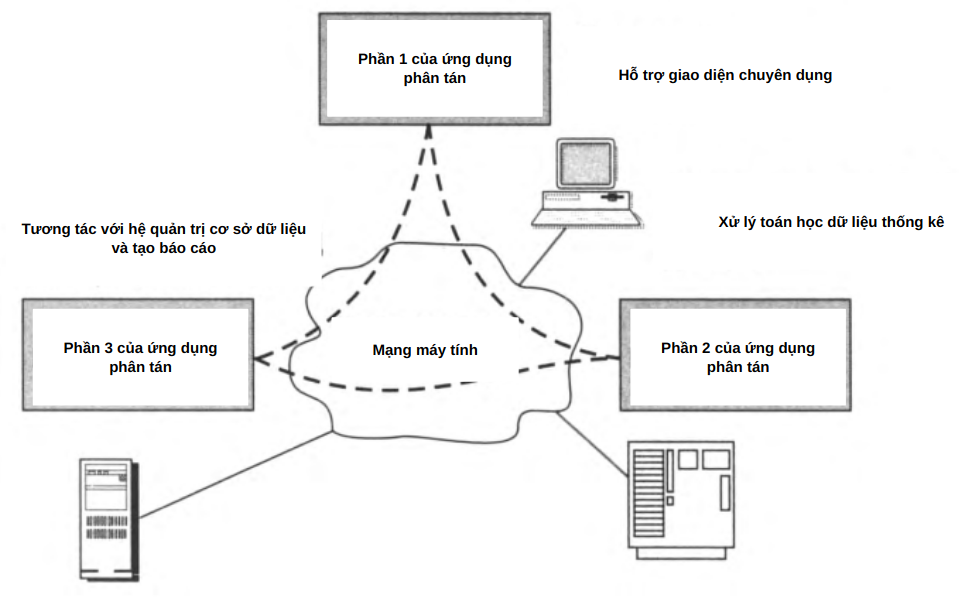 Phần 1 của ứng dụng
phân tán
Hỗ trợ giao diện chuyên dụng
Tương tác với hệ quản trị cơ sở dữ liệu
và tạo báo cáo
Xử lý toán học dữ liệu thống kê
Phần 3 của ứng dụng
phân tán
Mạng máy tính
Phần 2 của ứng dụng
phân tán